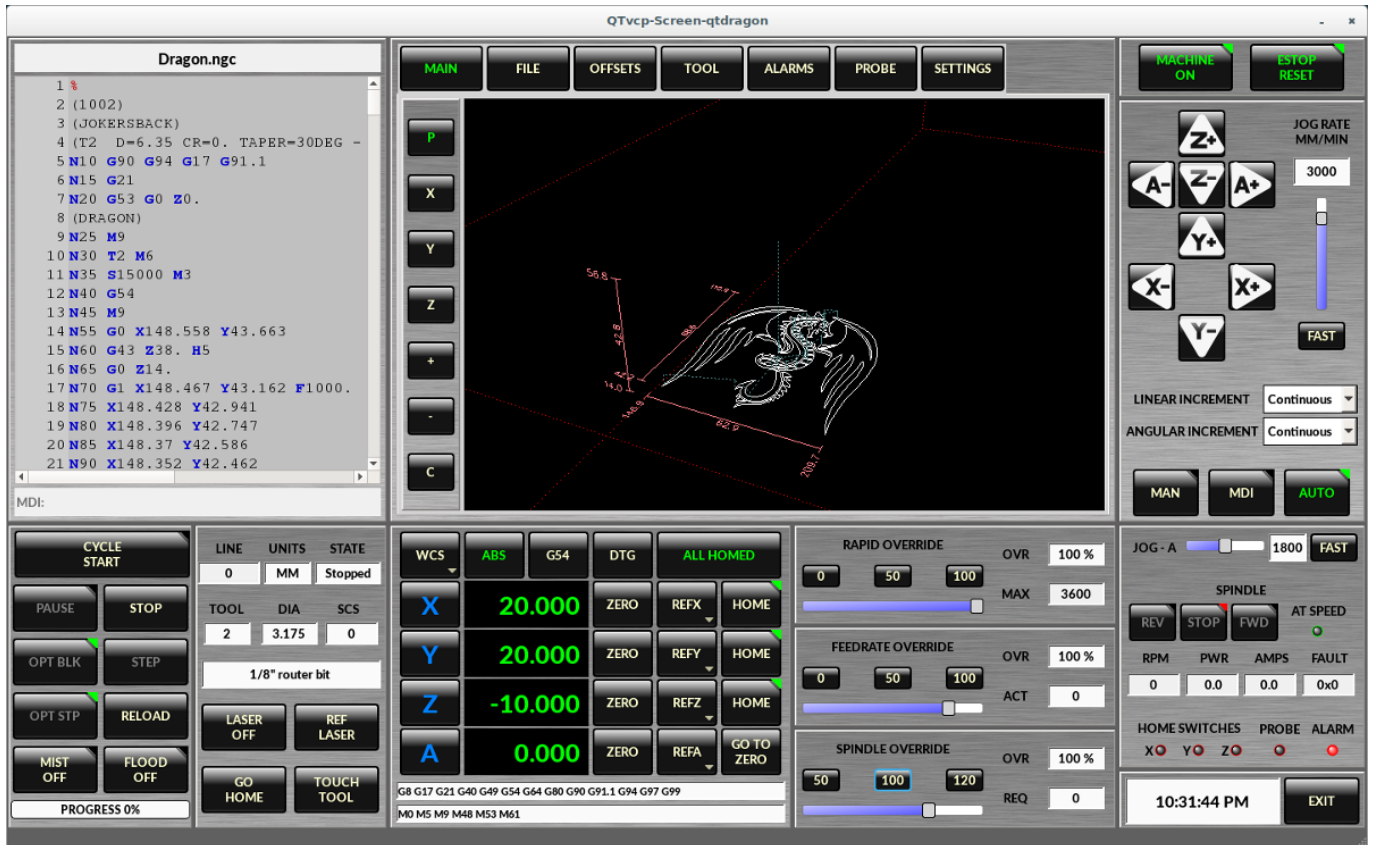 QTvcp-Screen-qtdragon
Dragon.ngc
1 %
2 (1002)
3 (JOKERSBACK)
4 (T2 D=6.35 CR=0. TAPER=30DEG -
5 N10 G90 G94 G17 G91.1
6 N15 G21
7 N20 G53 G0 Z0.
8 (DRAGON)
9 N25 M9
10 N30 T2 M6
11 N35 S15000 M3
12 N40 G54
13 N45 M9
14 N55 G0 X148.558 Y43.663
15 N60 G43 Z38. H5
16 N65 G0 Z14.
17 N70 G1 X148.467 Y43.162 F1000.
18 N75 X148.428 Y42.941
19 N80 X148.396 Y42.747
20 N85 X148.37 Y42.586
21 N90 X148.352 Y42.462
MDI:
MAIN FILE OFFSETS TOOL ALARMS PROBE SETTINGS
P
X
Y
Z
+
-
C
56.8
42.8
14.0
88.6
146.8
62.9
209.7
MACHINE ON
ESTOP RESET
Z+
A- Z- A+
Y+
X- X+
Y-
JOG RATE
MM/MIN
3000
FAST
LINEAR INCREMENT Continuous
ANGULAR INCREMENT Continuous
MAN MDI AUTO
CYCLE
START
PAUSE STOP
OPT BLK STEP
OPT STP RELOAD
MIST OFF
FLOOD OFF
PROGRESS 0%
LINE UNITS STATE
0 MM Stopped
TOOL DIA SCS
2 3.175 0
1/8" router bit
LASER OFF
REF LASER
GO HOME
TOUCH TOOL
WCS ABS G54 DTG ALL HOMED
X 20.000 ZERO REFX HOME
Y 20.000 ZERO REFY HOME
Z -10.000 ZERO REFZ HOME
A 0.000 ZERO REFA GO TO ZERO
G8 G17 G21 G40 G49 G54 G64 G80 G90 G91.1 G94 G97 G99
M0 M5 M9 M48 M53 M61
RAPID OVERRIDE OVR 100 %
0 50 100
MAX 3600
FEEDRATE OVERRIDE OVR 100 %
0 50 100
ACT 0
SPINDLE OVERRIDE OVR 100 %
50 100 120
REQ 0
JOG - A 1800 FAST
SPINDLE
REV STOP FWD AT SPEED
RPM PWR AMPS FAULT
0 0.0 0.0 0x0
HOME SWITCHES PROBE ALARM
X Y Z
10:31:44 PM EXIT